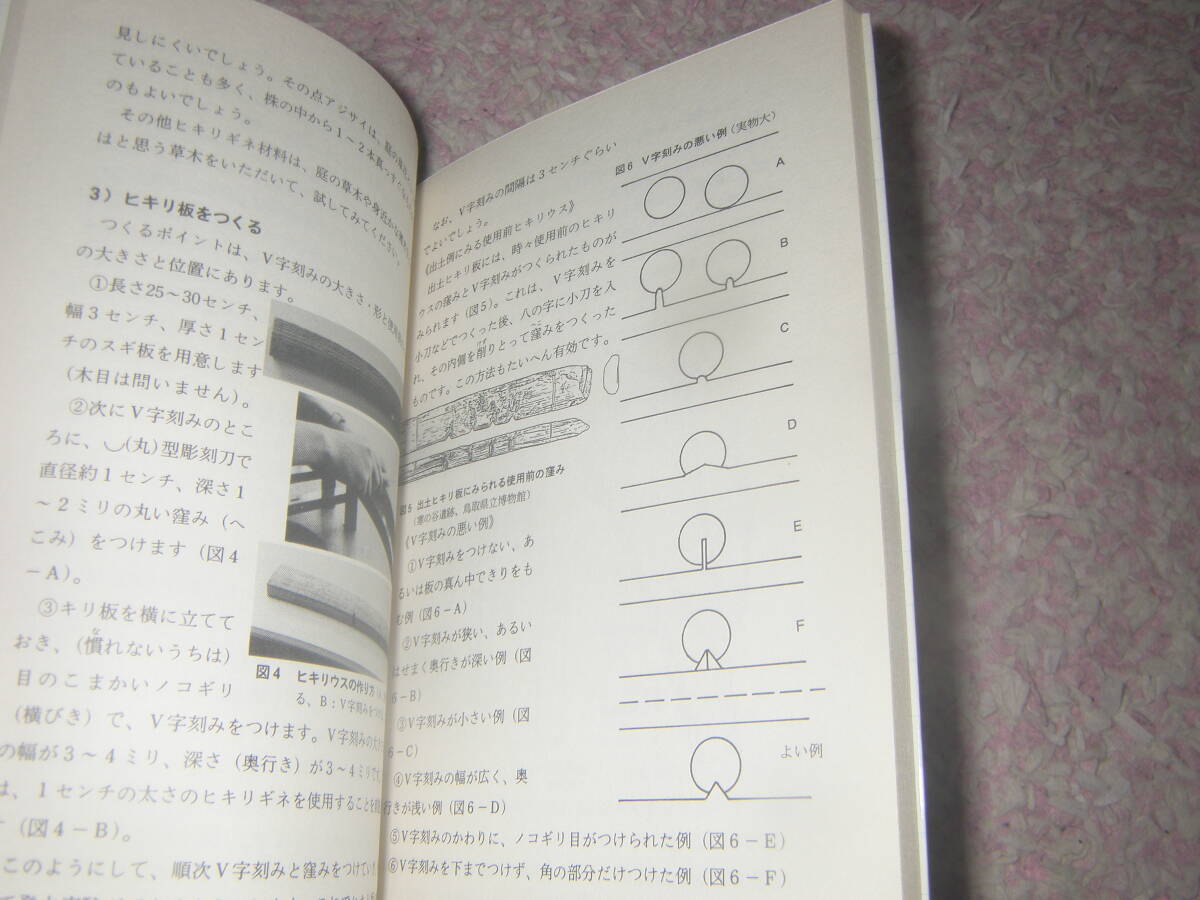 見しにくいでしょう。その点アジサイは、庭の
ていることも多く、株の中から1～2本真っすぐ
のもよいでしょう。
その他ヒキリギネ材料は、庭の草木や身近
はと思う草木をいただいて、試してみてください。
3）ヒキリ板をつくる
つくるポイントは、V字刻みの大きさ・形と
の大きさと位置にあります。
①長さ25～30センチ、
幅3センチ、厚さ1セン
チのスギ板を用意します
（木目は問いません）。
②次にV字刻みのとこ
ろに、◡(丸)型彫刻刀で
直径約1センチ、深さ1
～2ミリの丸い窪み（へ
こみ）をつけます（図4
－A）。
③キリ板を横に立てて
おき、（慣れないうちは）
目のこまかいノコギリ
（横びき）で、V字刻みをつけます。V字刻みの大
の幅が3～4ミリ、深さ（奥行き）が3～4ミリで
は、1センチの太さのヒキリギネを使用することを
す（図4－B）。
このようにして、順次V字刻みと窪みをつけてい
図4 ヒキリウスの作り方
る、B：V字刻みをつけ
なお、V字刻みの間隔は3センチぐらい
でよいでしょう。
《出土例にみる使用前ヒキリウス》
出土ヒキリ板には、時々使用前のヒキリ
ウスの窪みとV字刻みがつくられたものが
みられます（図5）。これは、V字刻みを
小刀などでつくった後、八の字に小刀を入
れ、その内側を削りとって窪みをつくった
ものです。この方法もたいへん有効です。
図5 出土ヒキリ板にみられる使用前の窪み
（青の谷遺跡、鳥取県立博物館）
《V字刻みの悪い例》
①V字刻みをつけない、あ
るいは板の真ん中できりをも
む例（図6－A）
②V字刻みが狭い、あるい
はせまく奥行きが深い例（図
6－B）
③V字刻みが小さい例（図
6－C）
④V字刻みの幅が広く、奥
行きが浅い例（図6－D）
⑤V字刻みのかわりに、ノコギリ目がつけられた例（図6－E）
⑥V字刻みを下までつけず、角の部分だけつけた例（図6－F）
図6 V字刻みの悪い例（実物大）
A
B
C
D
E
F
よい例